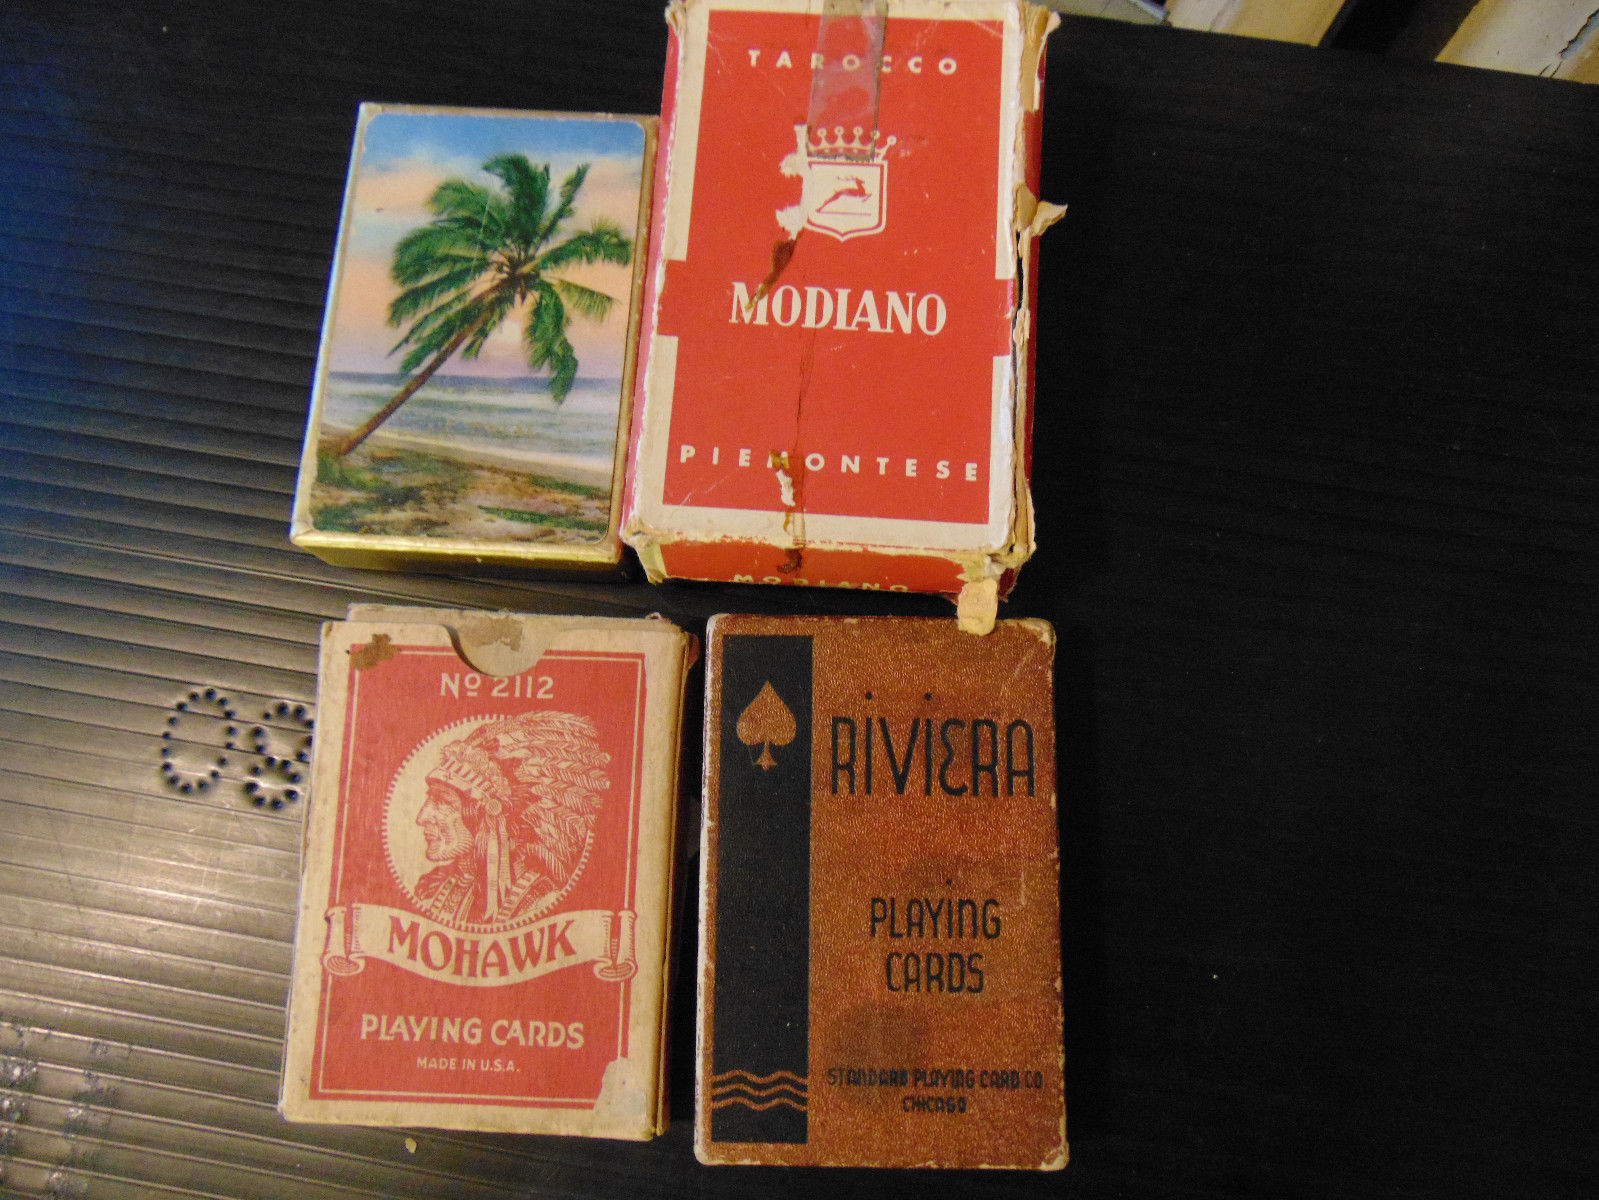 TAROCCO
MODIANO
PIEMONTESE
MODIANO
No 2112
MOHAWK
PLAYING CARDS
MADE IN U.S.A.
RIVIERA
PLAYING
CARDS
STANDARD PLAYING CARD CO
CHICAGO
08